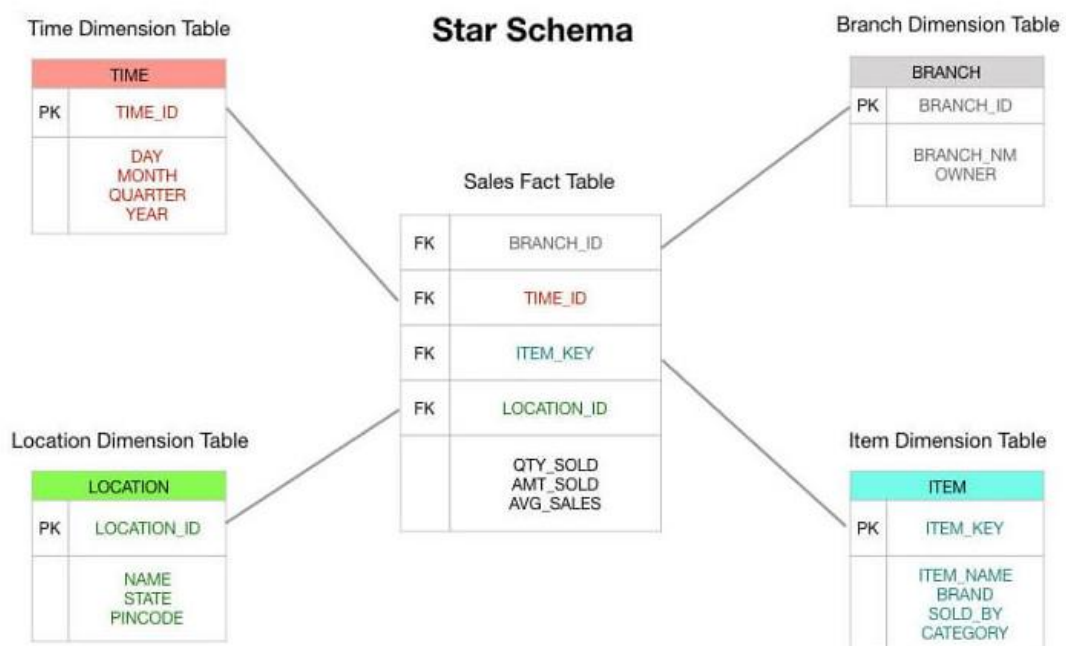 Star Schema
Time Dimension Table
TIME
PK TIME_ID
DAY
MONTH
QUARTER
YEAR
Branch Dimension Table
BRANCH
PK BRANCH_ID
BRANCH_NM
OWNER
Sales Fact Table
FK BRANCH_ID
FK TIME_ID
FK ITEM_KEY
FK LOCATION_ID
QTY_SOLD
AMT_SOLD
AVG_SALES
Location Dimension Table
LOCATION
PK LOCATION_ID
NAME
STATE
PINCODE
Item Dimension Table
ITEM
PK ITEM_KEY
ITEM_NAME
BRAND
SOLD_BY
CATEGORY